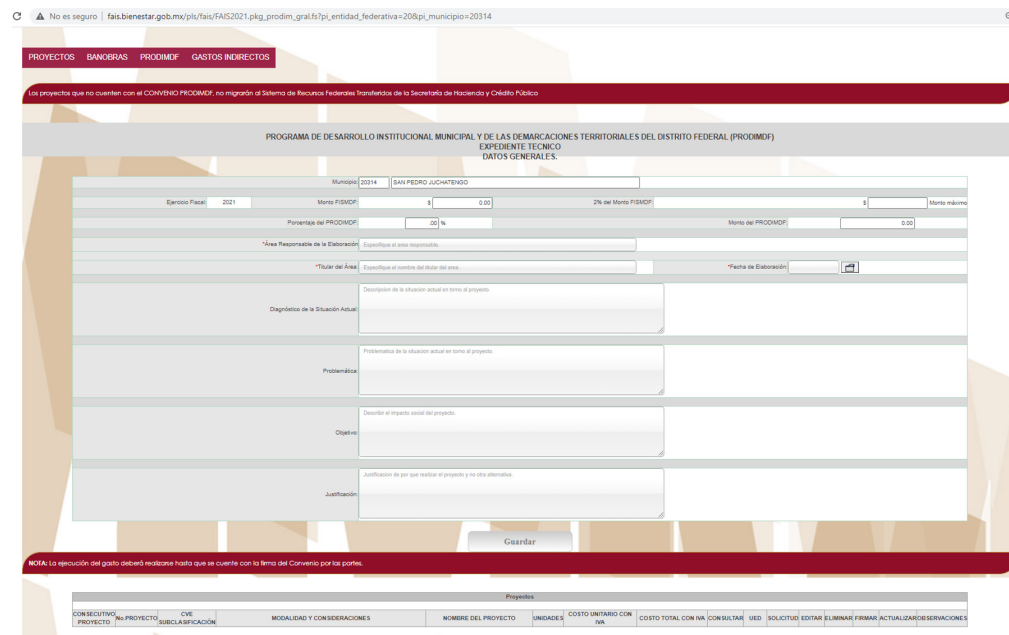 No es seguro | fais.bienestar.gob.mx/pls/fais/FAIS2021.pkg_prodim_gral.fs?pi_entidad_federativa=20&pi_municipio=20314
PROYECTOS BANOBRAS PRODIMDF GASTOS INDIRECTOS
Los proyectos que no cuenten con el CONVENIO PRODIMDF, no migrarán al Sistema de Recursos Federales Transferidos de la Secretaría de Hacienda y Crédito Público
PROGRAMA DE DESARROLLO INSTITUCIONAL MUNICIPAL Y DE LAS DEMARCACIONES TERRITORIALES DEL DISTRITO FEDERAL (PRODIMDF)
EXPEDIENTE TECNICO
DATOS GENERALES.
Municipio: 20314 SAN PEDRO JUCHATENGO
Ejercicio Fiscal: 2021 Monto FISMDF: $ 0.00 2% del Monto FISMDF: $ Monto máximo
Porcentaje del PRODIMDF: .00 % Monto del PRODIMDF: 0.00
*Área Responsable de la Elaboración: Especifique el area responsable.
*Titular del Área: Especifique el nombre del titular del area. *Fecha de Elaboración:
Diagnóstico de la Situación Actual: Descripcion de la situacion actual en torno al proyecto.
Problemática: Problematica de la situacion actual en torno al proyecto.
Objetivo: Describir el impacto social del proyecto.
Justificación: Justificacion de por que realizar el proyecto y no otra alternativa.
Guardar
NOTA: La ejecución del gasto deberá realizarse hasta que se cuente con la firma del Convenio por las partes.
Proyectos
CONSECUTIVO PROYECTO No.PROYECTO CVE SUBCLASIFICACIÓN MODALIDAD Y CONSIDERACIONES NOMBRE DEL PROYECTO UNIDADES COSTO UNITARIO CON IVA COSTO TOTAL CON IVA CONSULTAR UED SOLICITUD EDITAR ELIMINAR FIRMAR ACTUALIZAR OBSERVACIONES